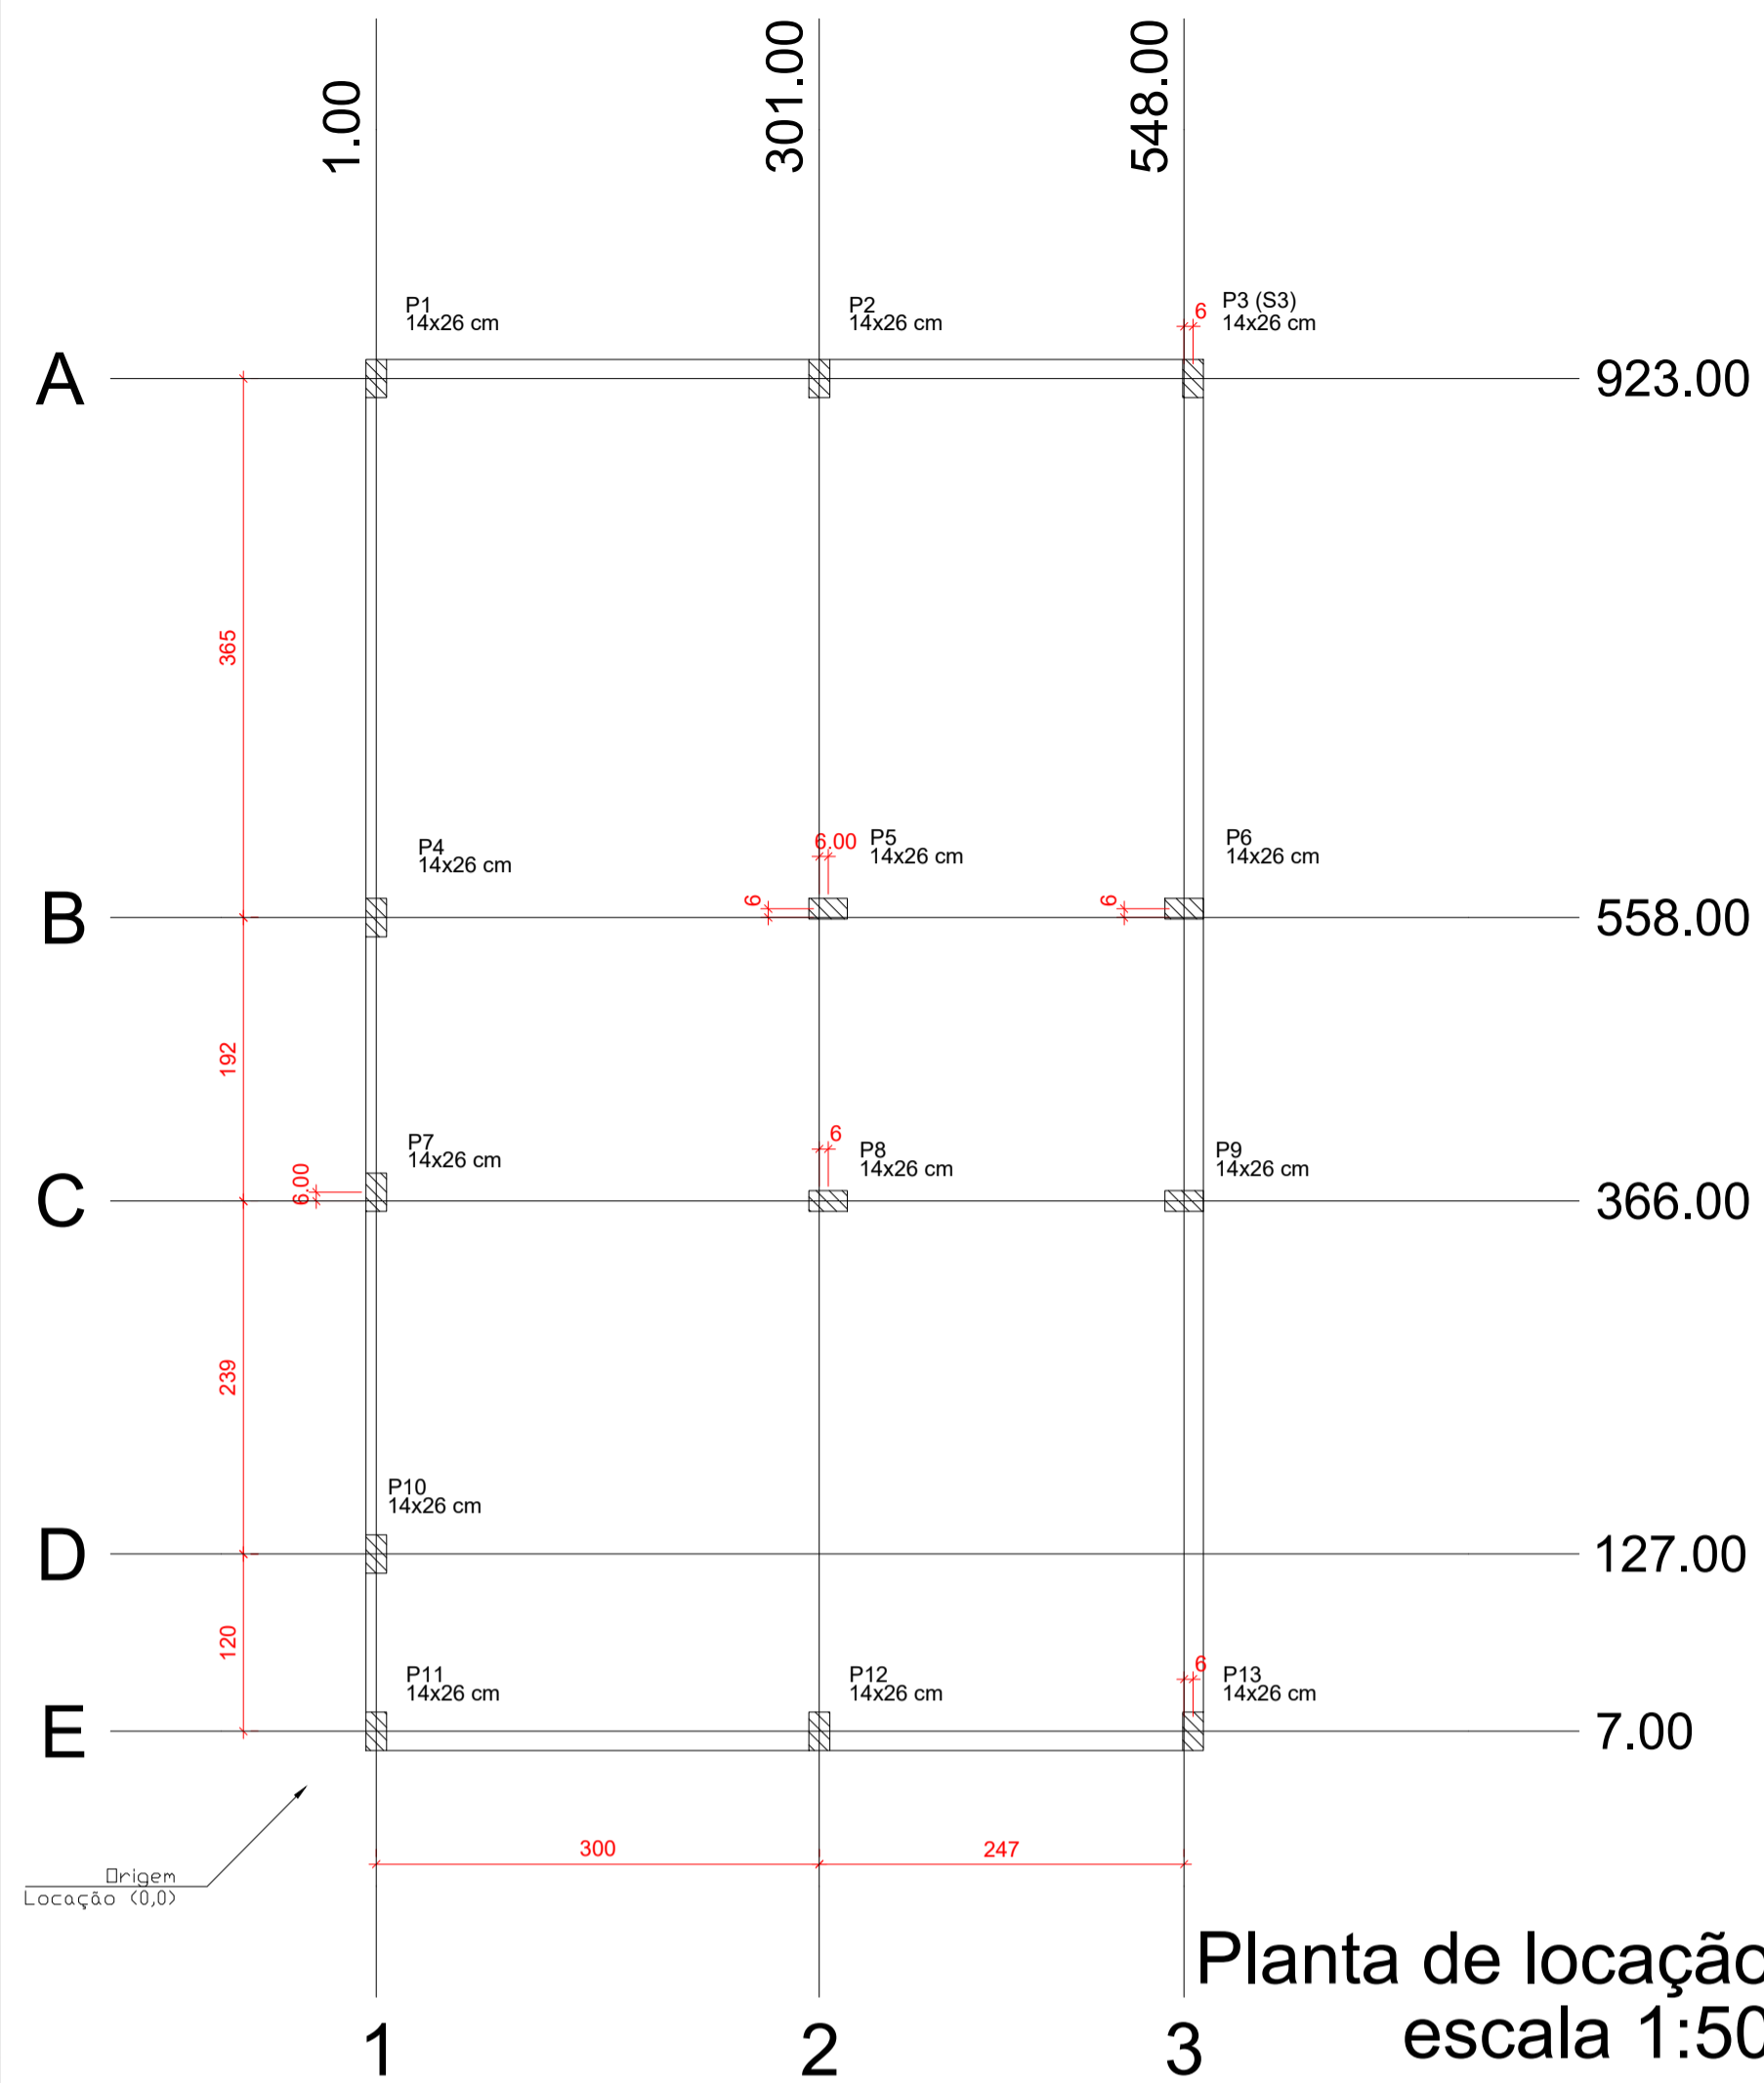 1.00
301.00
548.00
P1
14x26 cm
P2
14x26 cm
6
P3 (S3)
14x26 cm
A
923.00
365
P4
14x26 cm
6.00
P5
14x26 cm
P6
14x26 cm
6
6
B
558.00
192
P7
14x26 cm
6
P8
14x26 cm
P9
14x26 cm
6.00
C
366.00
239
P10
14x26 cm
D
127.00
120
P11
14x26 cm
P12
14x26 cm
6
P13
14x26 cm
E
7.00
300
247
Origem
Locação (0,0)
Planta de locação
escala 1:50
1
2
3